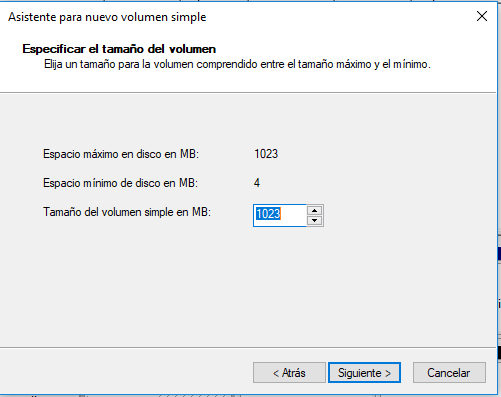 Asistente para nuevo volumen simple
Especificar el tamaño del volumen
Elija un tamaño para la volumen comprendido entre el tamaño máximo y el mínimo.
Espacio máximo en disco en MB: 1023
Espacio mínimo de disco en MB: 4
Tamaño del volumen simple en MB: 1023
< Atrás Siguiente > Cancelar